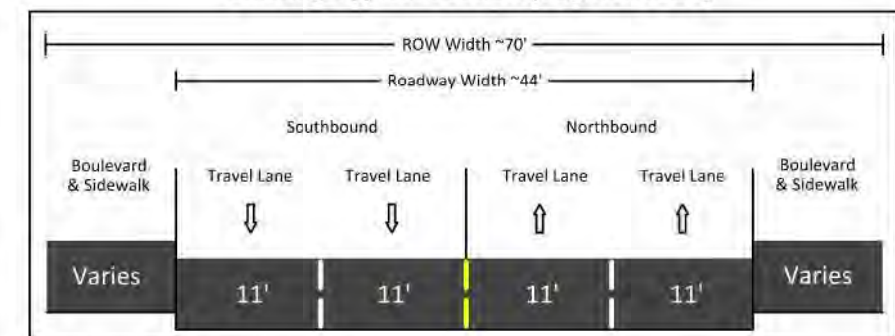 ROW Width ~70'
Roadway Width ~44'
Southbound Northbound
Boulevard
& Sidewalk
Travel Lane Travel Lane Travel Lane Travel Lane
Boulevard
& Sidewalk
Varies 11' 11' 11' 11' Varies